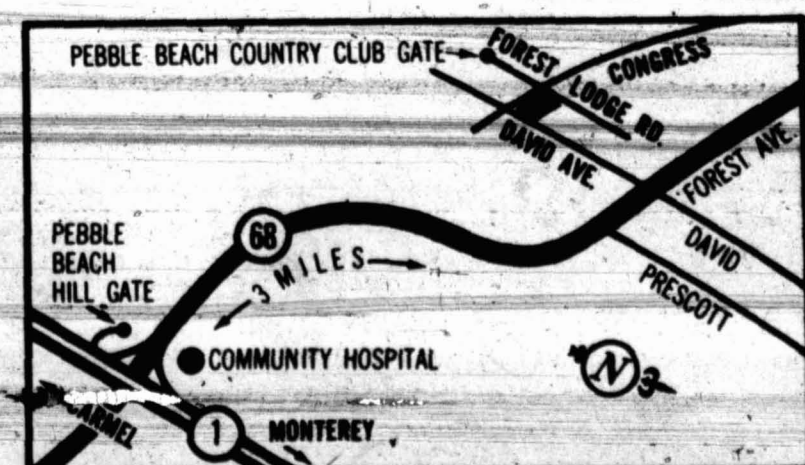 PEBBLE BEACH COUNTRY CLUB GATE
FOREST LODGE RD.
CONGRESS
DAVID AVE.
FOREST AVE.
68
3 MILES
PEBBLE
BEACH
HILL GATE
DAVID
PRESCOTT
COMMUNITY HOSPITAL
N
CARMEL
1
MONTEREY